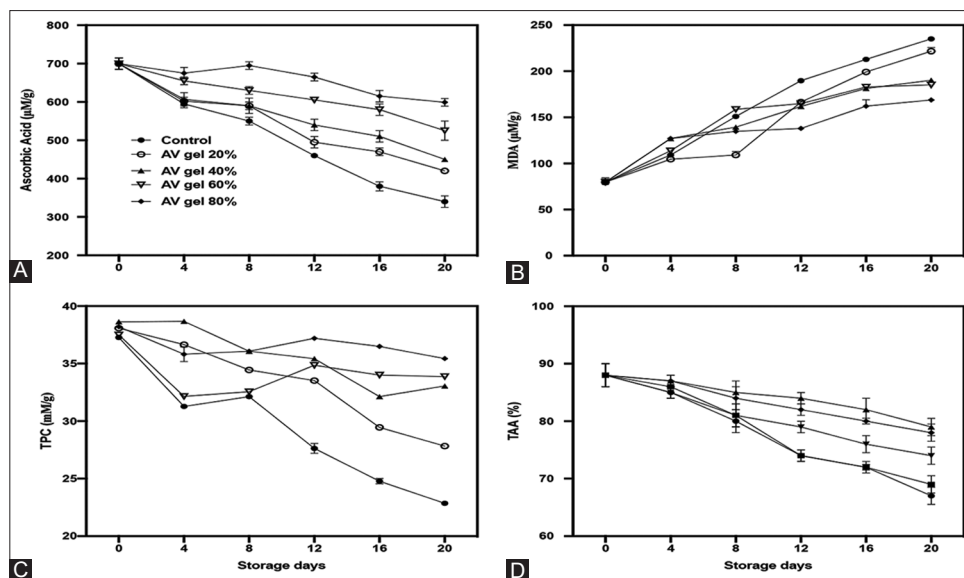 800
700
600
500
400
300
200
Ascorbic Acid (µM/g)
Control
AV gel 20%
AV gel 40%
AV gel 60%
AV gel 80%
0 4 8 12 16 20
A
250
200
150
100
50
0
MDA (µM/g)
0 4 8 12 16 20
B
40
35
30
25
20
TPC (mM/g)
0 4 8 12 16 20
Storage days
C
100
90
80
70
60
TAA (%)
0 4 8 12 16 20
Storage days
D